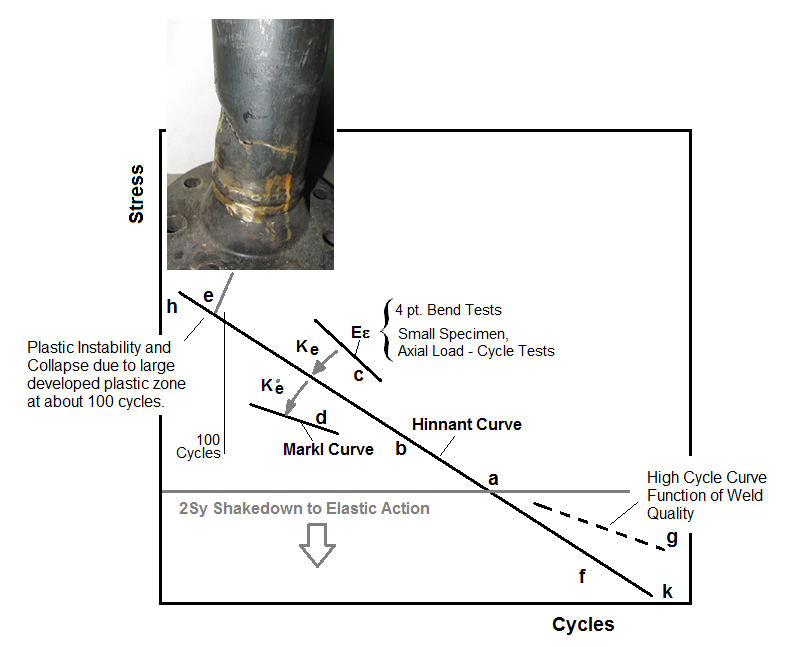 Stress
h
e
4 pt. Bend Tests
Eε
Small Specimen,
Axial Load - Cycle Tests
Ke
c
Plastic Instability and
Collapse due to large
developed plastic zone
at about 100 cycles.
Kė
d
100
Cycles
Markl Curve
b
Hinnant Curve
a
High Cycle Curve
Function of Weld
Quality
2Sy Shakedown to Elastic Action
g
f
k
Cycles